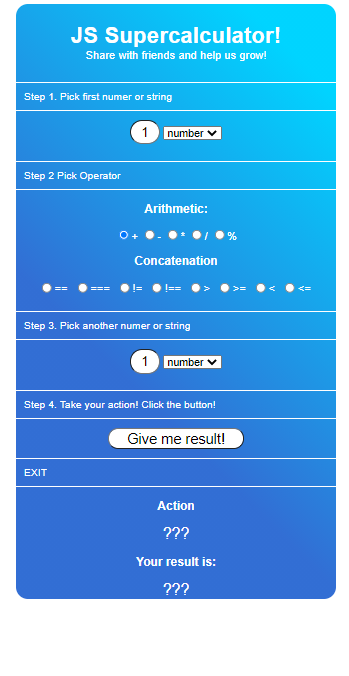 JS Supercalculator!
Share with friends and help us grow!
Step 1. Pick first numer or string
1 number
Step 2 Pick Operator
Arithmetic:
+ - * / %
Concatenation
== === != !== > >= < <=
Step 3. Pick another numer or string
1 number
Step 4. Take your action! Click the button!
Give me result!
EXIT
Action
???
Your result is:
???